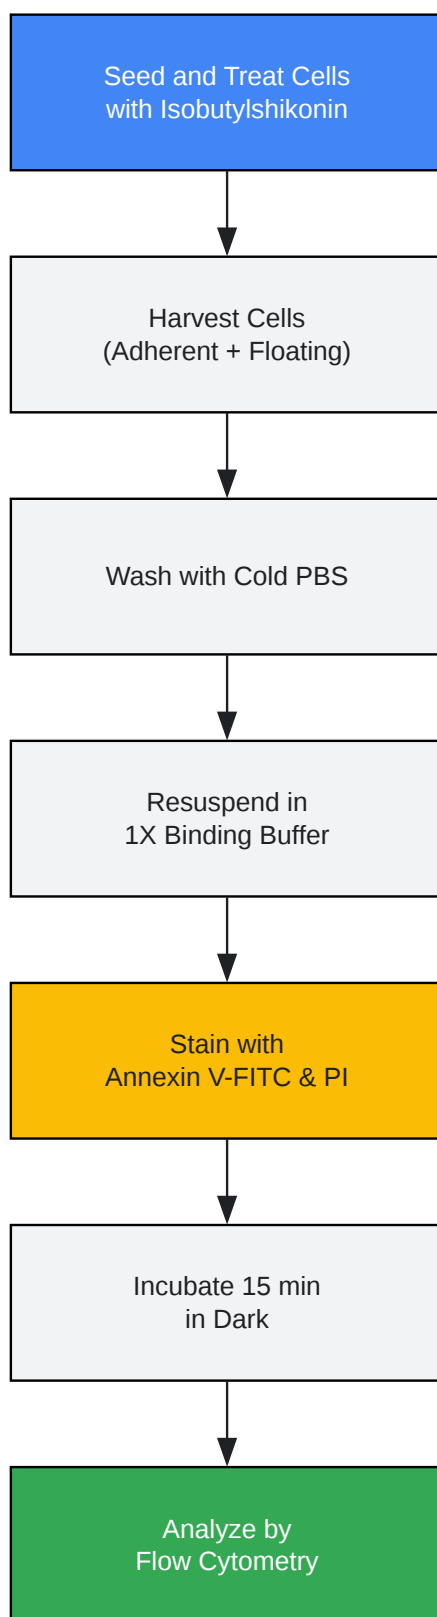 Seed and Treat Cells
with Isobutylshikonin
Harvest Cells
(Adherent + Floating)
Wash with Cold PBS
Resuspend in
1X Binding Buffer
Stain with
Annexin V-FITC & PI
Incubate 15 min
in Dark
Analyze by
Flow Cytometry